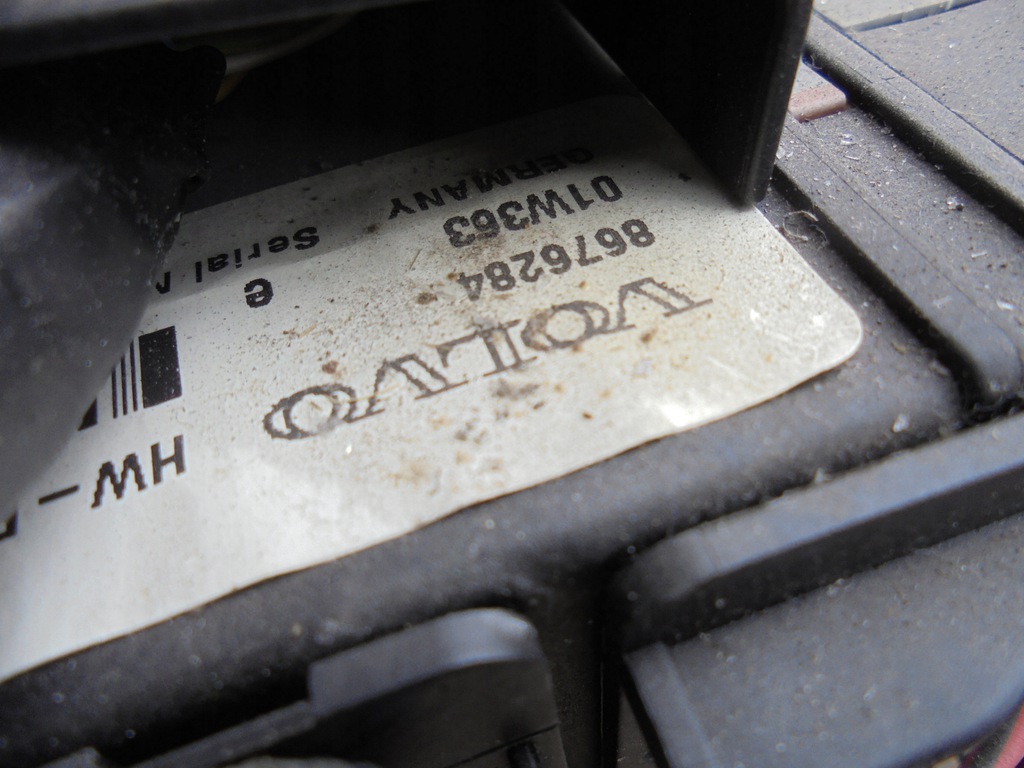 VOLVO
8676284
01W363
GERMANY
e
Serial
HW-